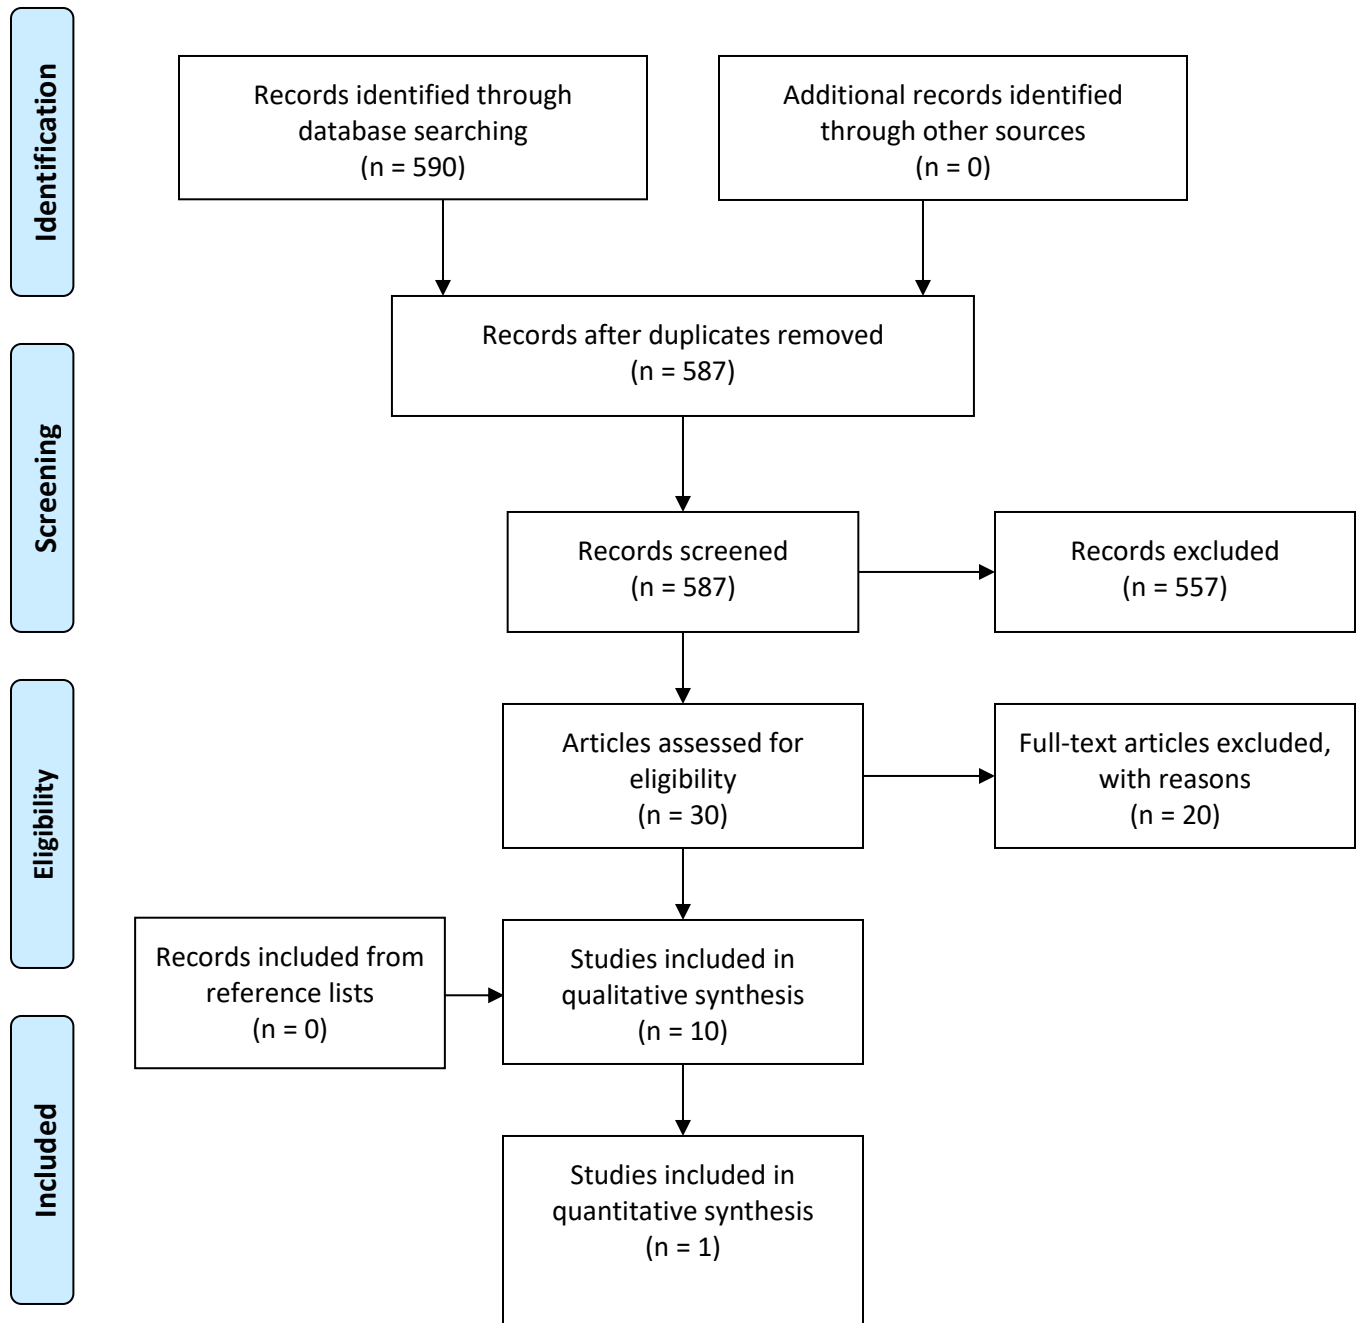 Identification
Records identified through
database searching
(n = 590)
Additional records identified
through other sources
(n = 0)
Records after duplicates removed
(n = 587)
Screening
Records screened
(n = 587)
Records excluded
(n = 557)
Eligibility
Articles assessed for
eligibility
(n = 30)
Full-text articles excluded,
with reasons
(n = 20)
Records included from
reference lists
(n = 0)
Studies included in
qualitative synthesis
(n = 10)
Included
Studies included in
quantitative synthesis
(n = 1)